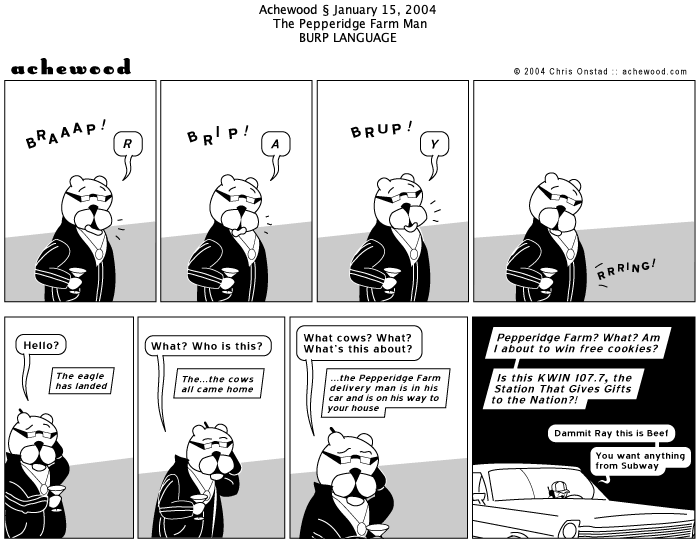 Achewood § January 15, 2004
The Pepperidge Farm Man
BURP LANGUAGE
achewood
© 2004 Chris Onstad :: achewood.com
BRAAAP!
R
BRIP!
A
BRUP!
Y
RRRING!
Hello?
The eagle
has landed
What? Who is this?
The...the cows
all came home
What cows? What?
What's this about?
...the Pepperidge Farm
delivery man is in his
car and is on his way to
your house
Pepperidge Farm? What? Am
I about to win free cookies?
Is this KWIN 107.7, the
Station That Gives Gifts
to the Nation?!
Dammit Ray this is Beef
You want anything
from Subway